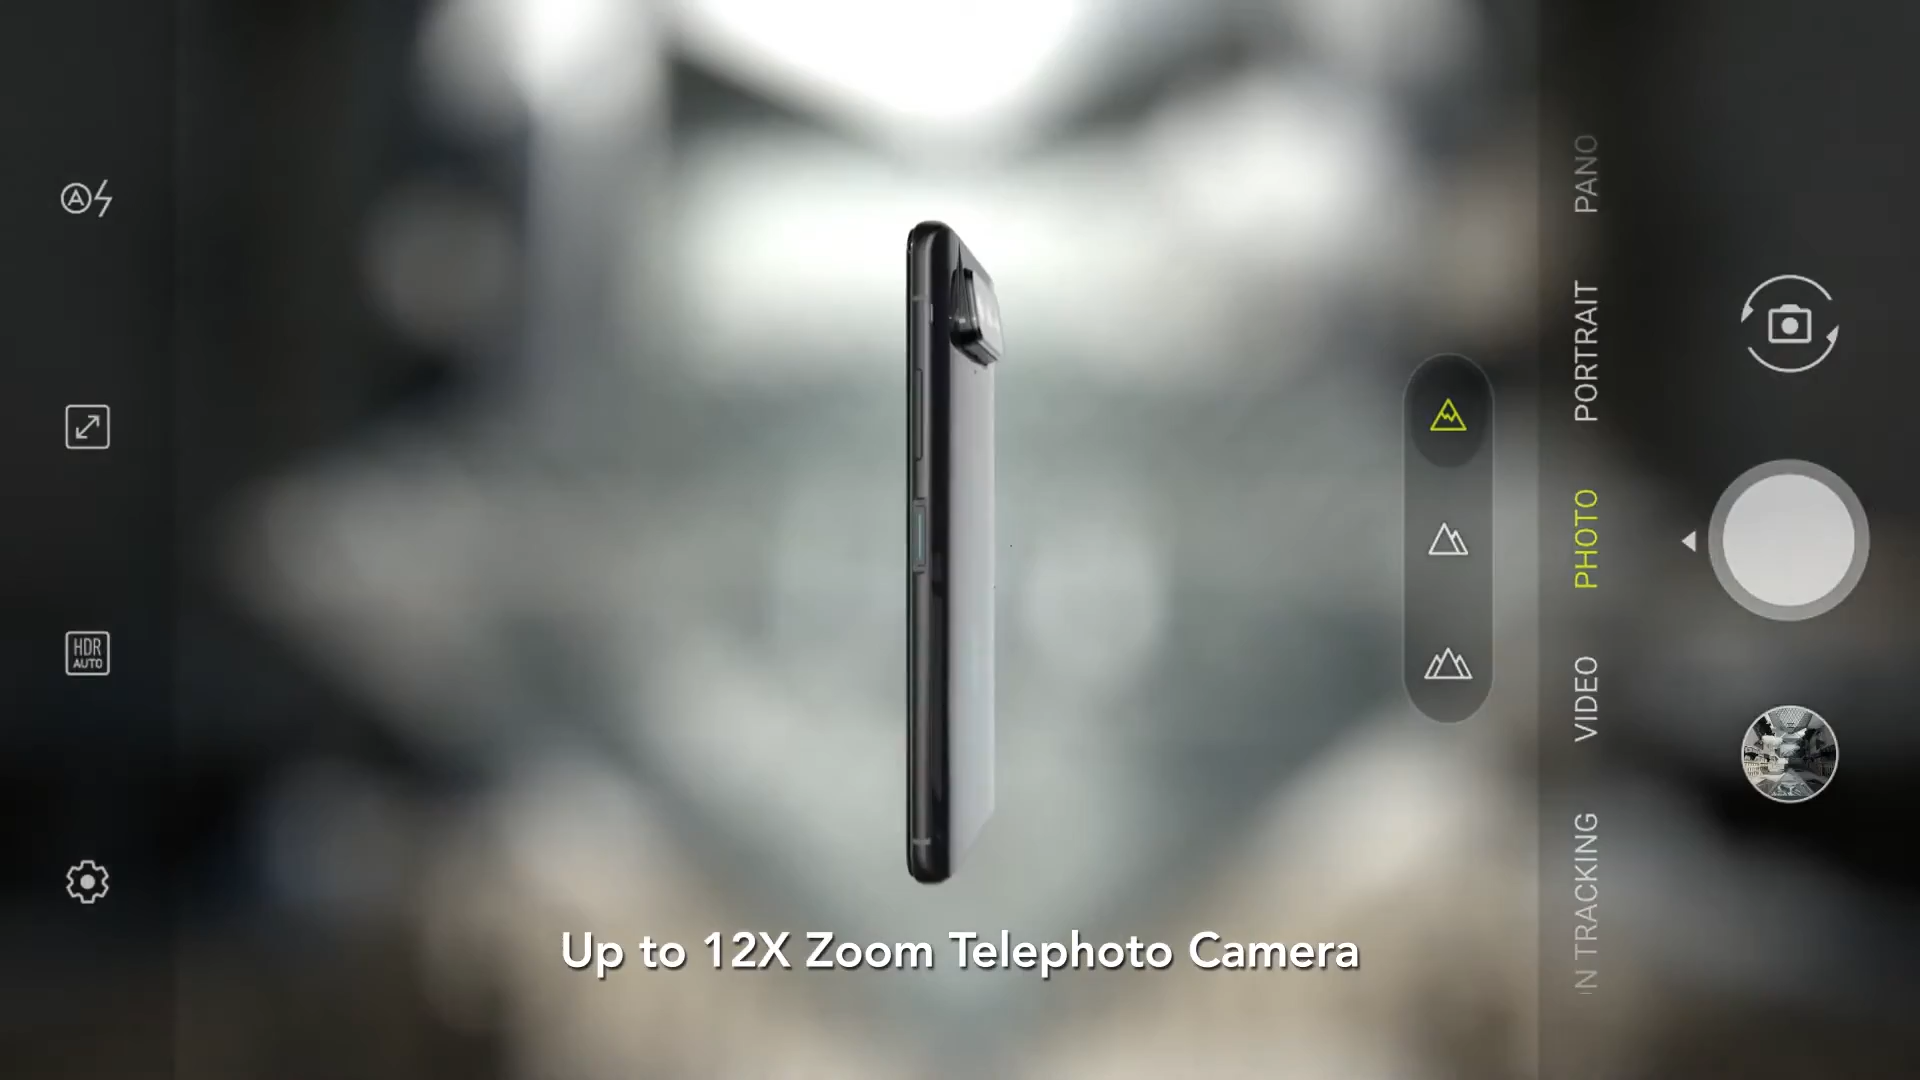 A
HDR
AUTO
Up to 12X Zoom Telephoto Camera
PANO
PORTRAIT
PHOTO
VIDEO
N TRACKING